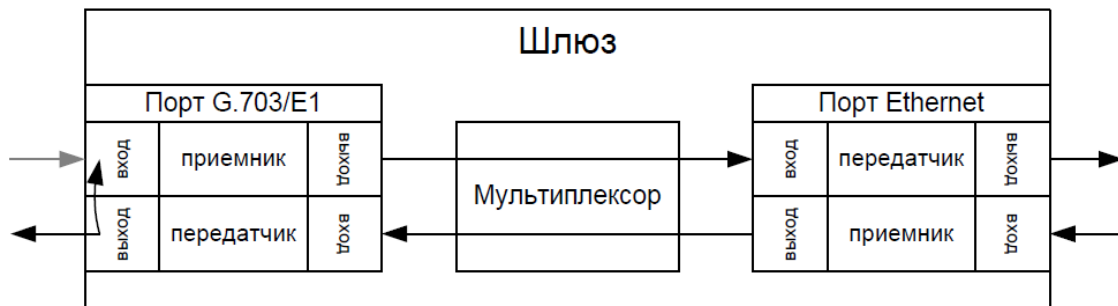 Шлюз
Порт G.703/E1
Порт Ethernet
вход
приемник
выход
вход
передатчик
выход
Мультиплексор
выход
передатчик
вход
выход
приемник
вход